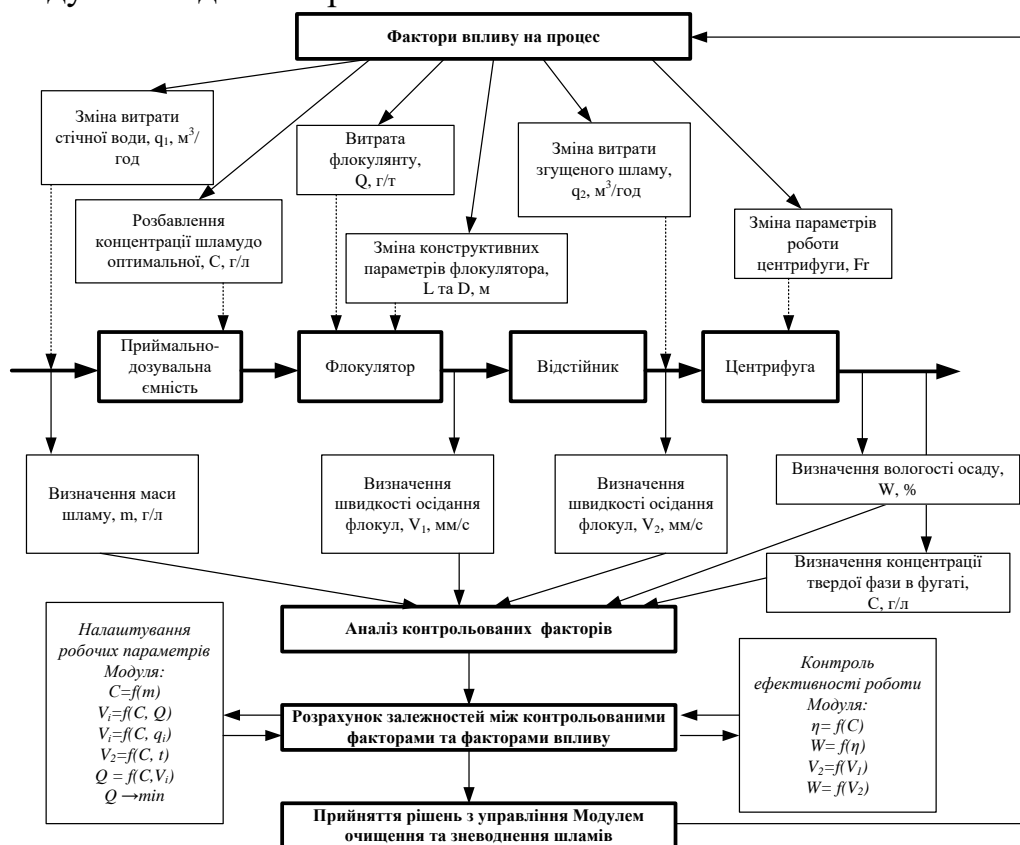 Фактори впливу на процес
Зміна витрати
стічної води, q₁, м³/
год
Витрата
флокулянту,
Q, г/т
Зміна витрати
згущеного шламу,
q₂, м³/год
Розбавлення
концентрації шламудо
оптимальної, С, г/л
Зміна конструктивних
параметрів флокулятора,
L та D, м
Зміна параметрів
роботи
центрифуги, Fr
Приймально-
дозувальна
ємність
Флокулятор
Відстійник
Центрифуга
Визначення маси
шламу, m, г/л
Визначення
швидкості осідання
флокул, V₁, мм/с
Визначення
швидкості осідання
флокул, V₂, мм/с
Визначення вологості осаду,
W, %
Визначення концентрації
твердої фази в фугаті,
С, г/л
Аналіз контрольованих факторів
Налаштування
робочих параметрів
Модуля:
C=f(m)
Vᵢ=f(C, Q)
Vᵢ=f(C, qᵢ)
V₂=f(C, t)
Q = f(C,Vᵢ)
Q →min
Розрахунок залежностей між контрольованими
факторами та факторами впливу
Контроль
ефективності роботи
Модуля:
η=f(C)
W=f(η)
V₂=f(V₁)
W= f(V₂)
Прийняття рішень з управління Модулем
очищення та зневоднення шламів